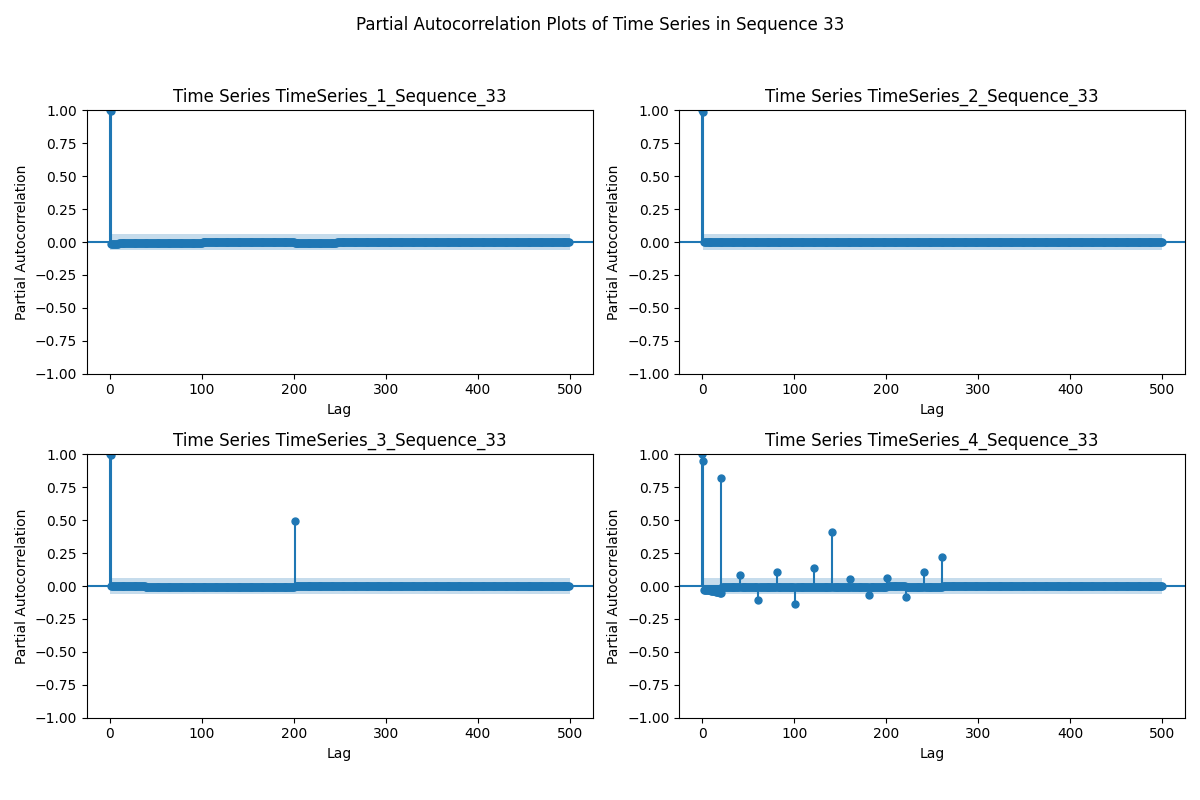 Partial Autocorrelation Plots of Time Series in Sequence 33
Time Series TimeSeries_1_Sequence_33
Partial Autocorrelation
1.00
0.75
0.50
0.25
0.00
−0.25
−0.50
−0.75
−1.00
0 100 200 300 400 500
Lag
Time Series TimeSeries_2_Sequence_33
Partial Autocorrelation
1.00
0.75
0.50
0.25
0.00
−0.25
−0.50
−0.75
−1.00
0 100 200 300 400 500
Lag
Time Series TimeSeries_3_Sequence_33
Partial Autocorrelation
1.00
0.75
0.50
0.25
0.00
−0.25
−0.50
−0.75
−1.00
0 100 200 300 400 500
Lag
Time Series TimeSeries_4_Sequence_33
Partial Autocorrelation
1.00
0.75
0.50
0.25
0.00
−0.25
−0.50
−0.75
−1.00
0 100 200 300 400 500
Lag